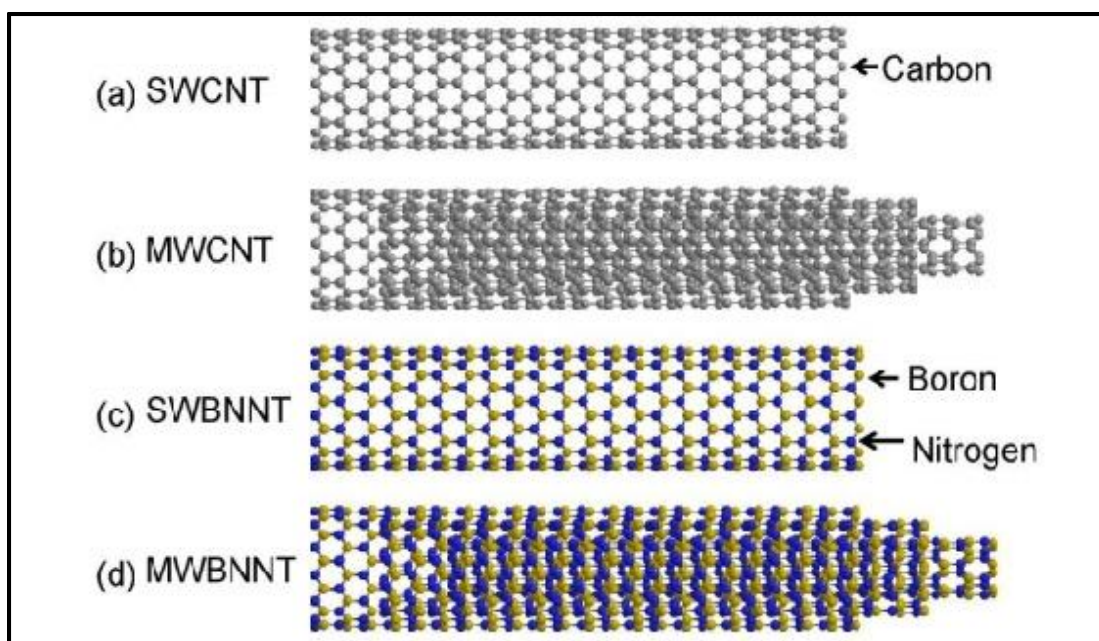 (a) SWCNT
Carbon
(b) MWCNT
(c) SWBNNT
Boron
Nitrogen
(d) MWBNNT